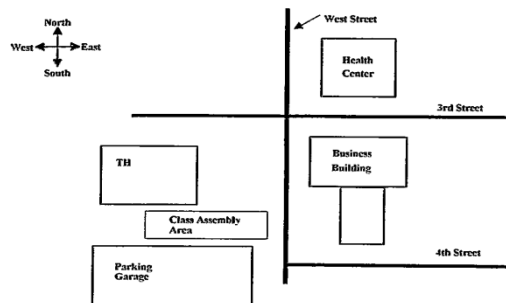 North
West
East
South
West Street
Health
Center
3rd Street
TH
Business
Building
Class Assembly
Area
4th Street
Parking
Garage